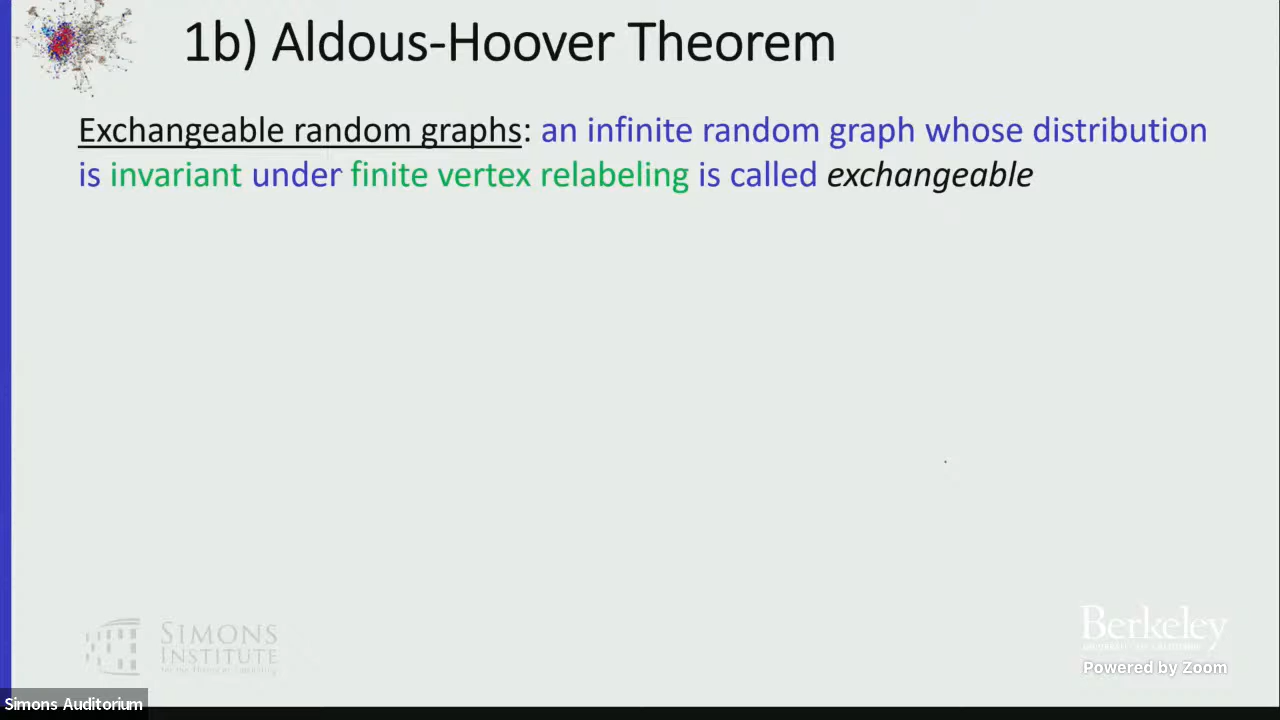 1b) Aldous-Hoover Theorem
Exchangeable random graphs: an infinite random graph whose distribution
is invariant under finite vertex relabeling is called exchangeable
SIMONS
INSTITUTE
Berkeley
Powered by Zoom
Simons Auditorium